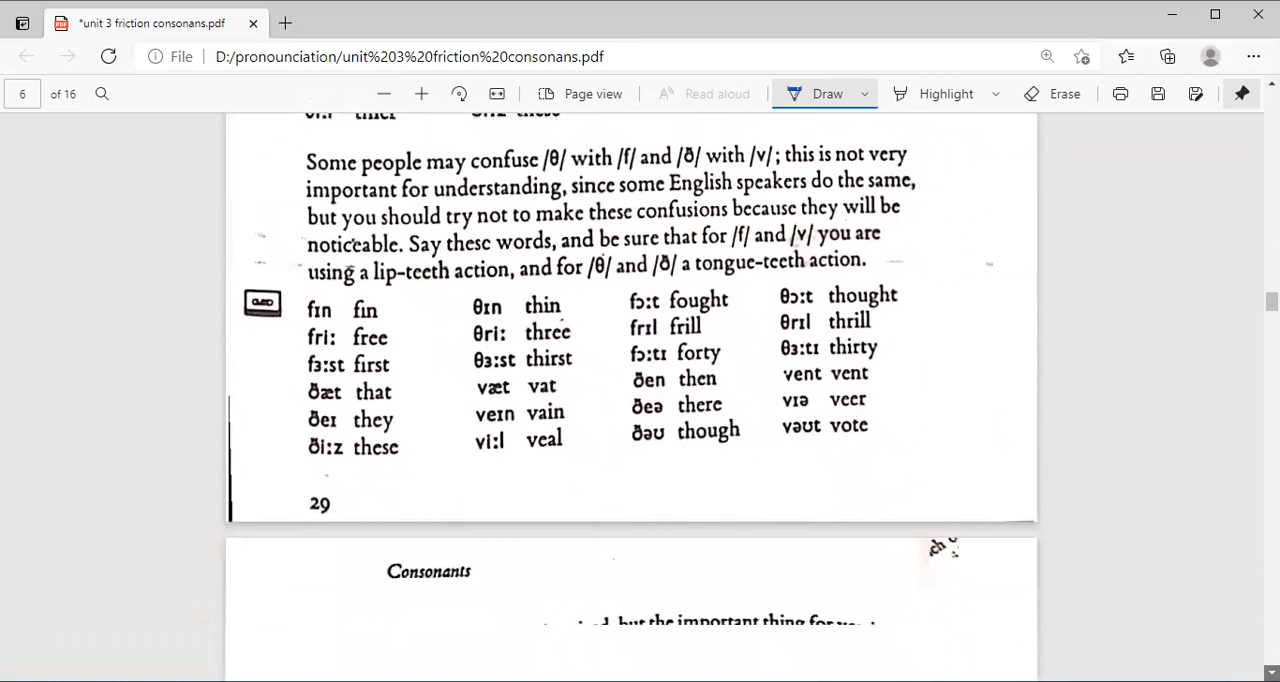 *unit 3 friction consonans.pdf
File D:/pronounciation/unit%203%20friction%20consonans.pdf
6 of 16 Page view Read aloud Draw Highlight Erase
Some people may confuse /θ/ with /f/ and /ð/ with /v/; this is not very
important for understanding, since some English speakers do the same,
but you should try not to make these confusions because they will be
noticeable. Say these words, and be sure that for /f/ and /v/ you are
using a lip-teeth action, and for /θ/ and /ð/ a tongue-teeth action.
fɪn fin θɪn thin fɔːt fought θɔːt thought
friː free θriː three frɪl frill θrɪl thrill
fɜːst first θɜːst thirst fɔːtɪ forty θɜːtɪ thirty
ðæt that væt vat ðen then vent vent
ðeɪ they veɪn vain ðeə there vɪə veer
ðiːz these viːl veal ðəʊ though vəʊt vote
29
Consonants
but the important thing for